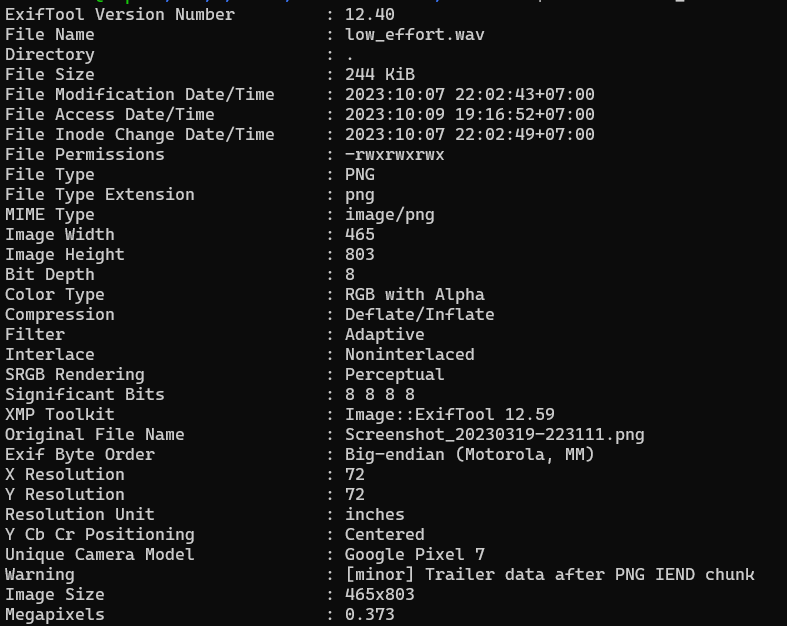 ExifTool Version Number         : 12.40
File Name                       : low_effort.wav
Directory                       : .
File Size                       : 244 KiB
File Modification Date/Time     : 2023:10:07 22:02:43+07:00
File Access Date/Time           : 2023:10:09 19:16:52+07:00
File Inode Change Date/Time     : 2023:10:07 22:02:49+07:00
File Permissions                : -rwxrwxrwx
File Type                       : PNG
File Type Extension             : png
MIME Type                       : image/png
Image Width                     : 465
Image Height                    : 803
Bit Depth                       : 8
Color Type                      : RGB with Alpha
Compression                     : Deflate/Inflate
Filter                          : Adaptive
Interlace                       : Noninterlaced
SRGB Rendering                  : Perceptual
Significant Bits                : 8 8 8 8
XMP Toolkit                     : Image::ExifTool 12.59
Original File Name              : Screenshot_20230319-223111.png
Exif Byte Order                 : Big-endian (Motorola, MM)
X Resolution                    : 72
Y Resolution                    : 72
Resolution Unit                 : inches
Y Cb Cr Positioning             : Centered
Unique Camera Model             : Google Pixel 7
Warning                         : [minor] Trailer data after PNG IEND chunk
Image Size                      : 465x803
Megapixels                      : 0.373